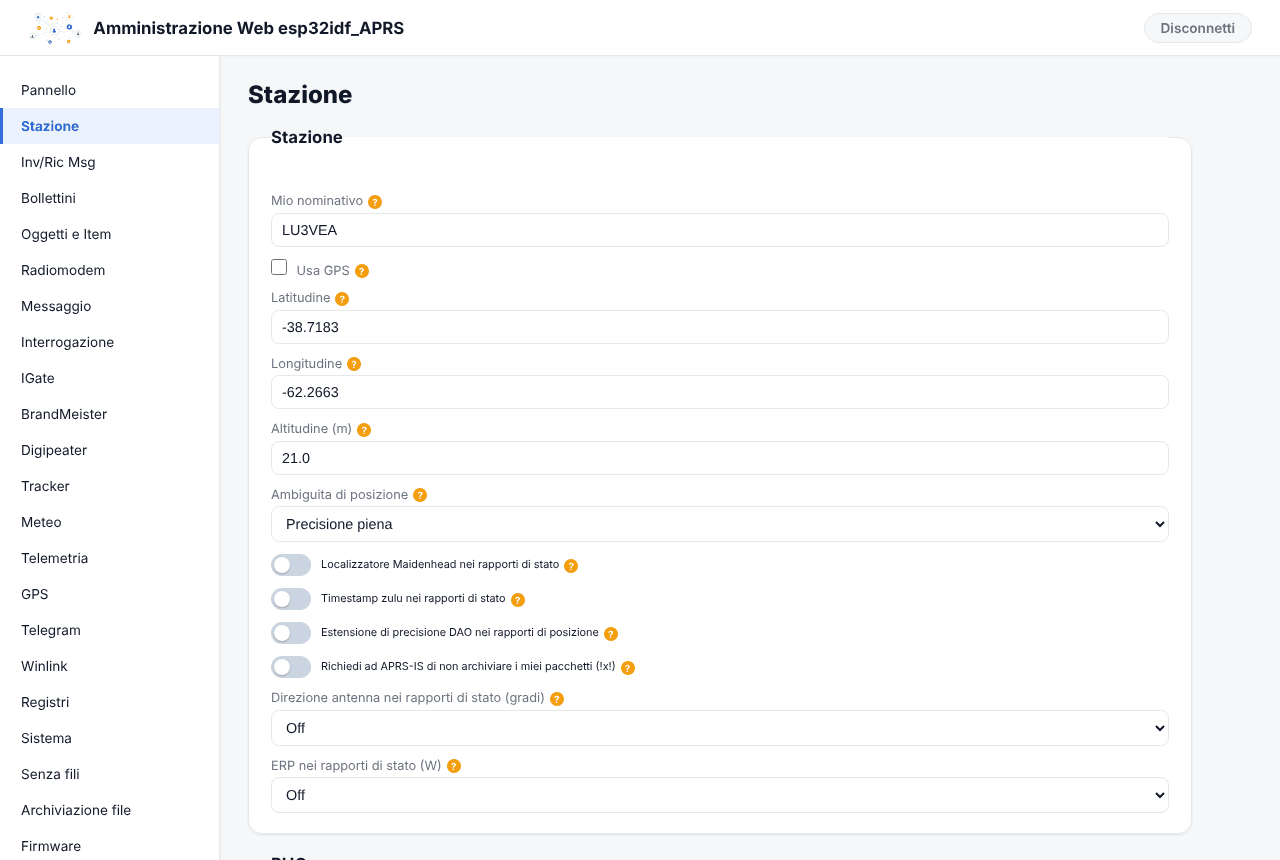 Amministrazione Web esp32idf_APRS
Disconnetti
Pannello
Stazione
Inv/Ric Msg
Bollettini
Oggetti e Item
Radiomodem
Messaggio
Interrogazione
IGate
BrandMeister
Digipeater
Tracker
Meteo
Telemetria
GPS
Telegram
Winlink
Registri
Sistema
Senza fili
Archiviazione file
Firmware
Stazione
Stazione
Mio nominativo ?
LU3VEA
Usa GPS ?
Latitudine ?
-38.7183
Longitudine ?
-62.2663
Altitudine (m) ?
21.0
Ambiguita di posizione ?
Precisione piena
Localizzatore Maidenhead nei rapporti di stato ?
Timestamp zulu nei rapporti di stato ?
Estensione di precisione DAO nei rapporti di posizione ?
Richiedi ad APRS-IS di non archiviare i miei pacchetti (!x!) ?
Direzione antenna nei rapporti di stato (gradi) ?
Off
ERP nei rapporti di stato (W) ?
Off